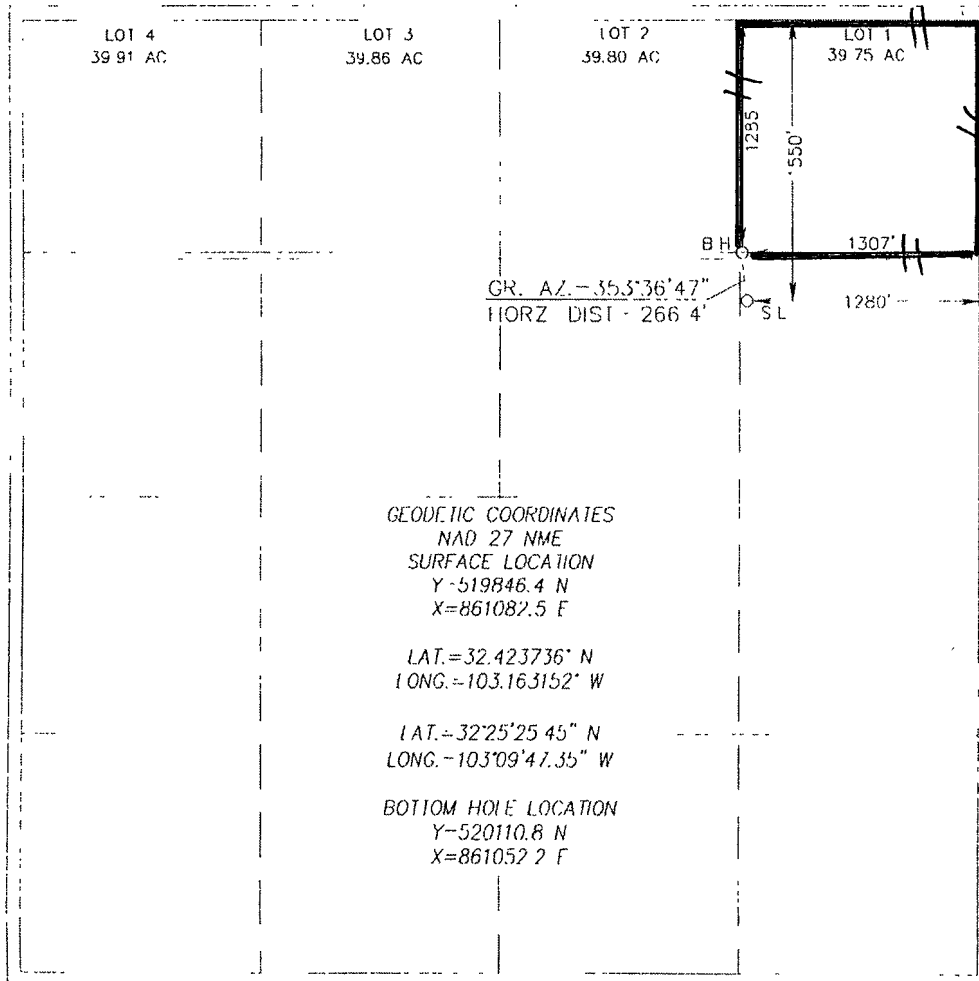 LOT 4
39 91 AC
LOT 3
39.86 AC
LOT 2
39.80 AC
LOT 1
39 75 AC
1285
1550'
B H
1307'
GR. AZ.-353°36'47"
HORZ DIST - 266 4'
S L
1280'
GEODETIC COORDINATES
NAD 27 NME
SURFACE LOCATION
Y-519846.4 N
X=861082.5 E
LAT.=32.423736° N
LONG.=103.163152° W
LAT.=32°25'25 45" N
LONG.-103°09'47.35" W
BOTTOM HOLE LOCATION
Y-520110.8 N
X=861052 2 E